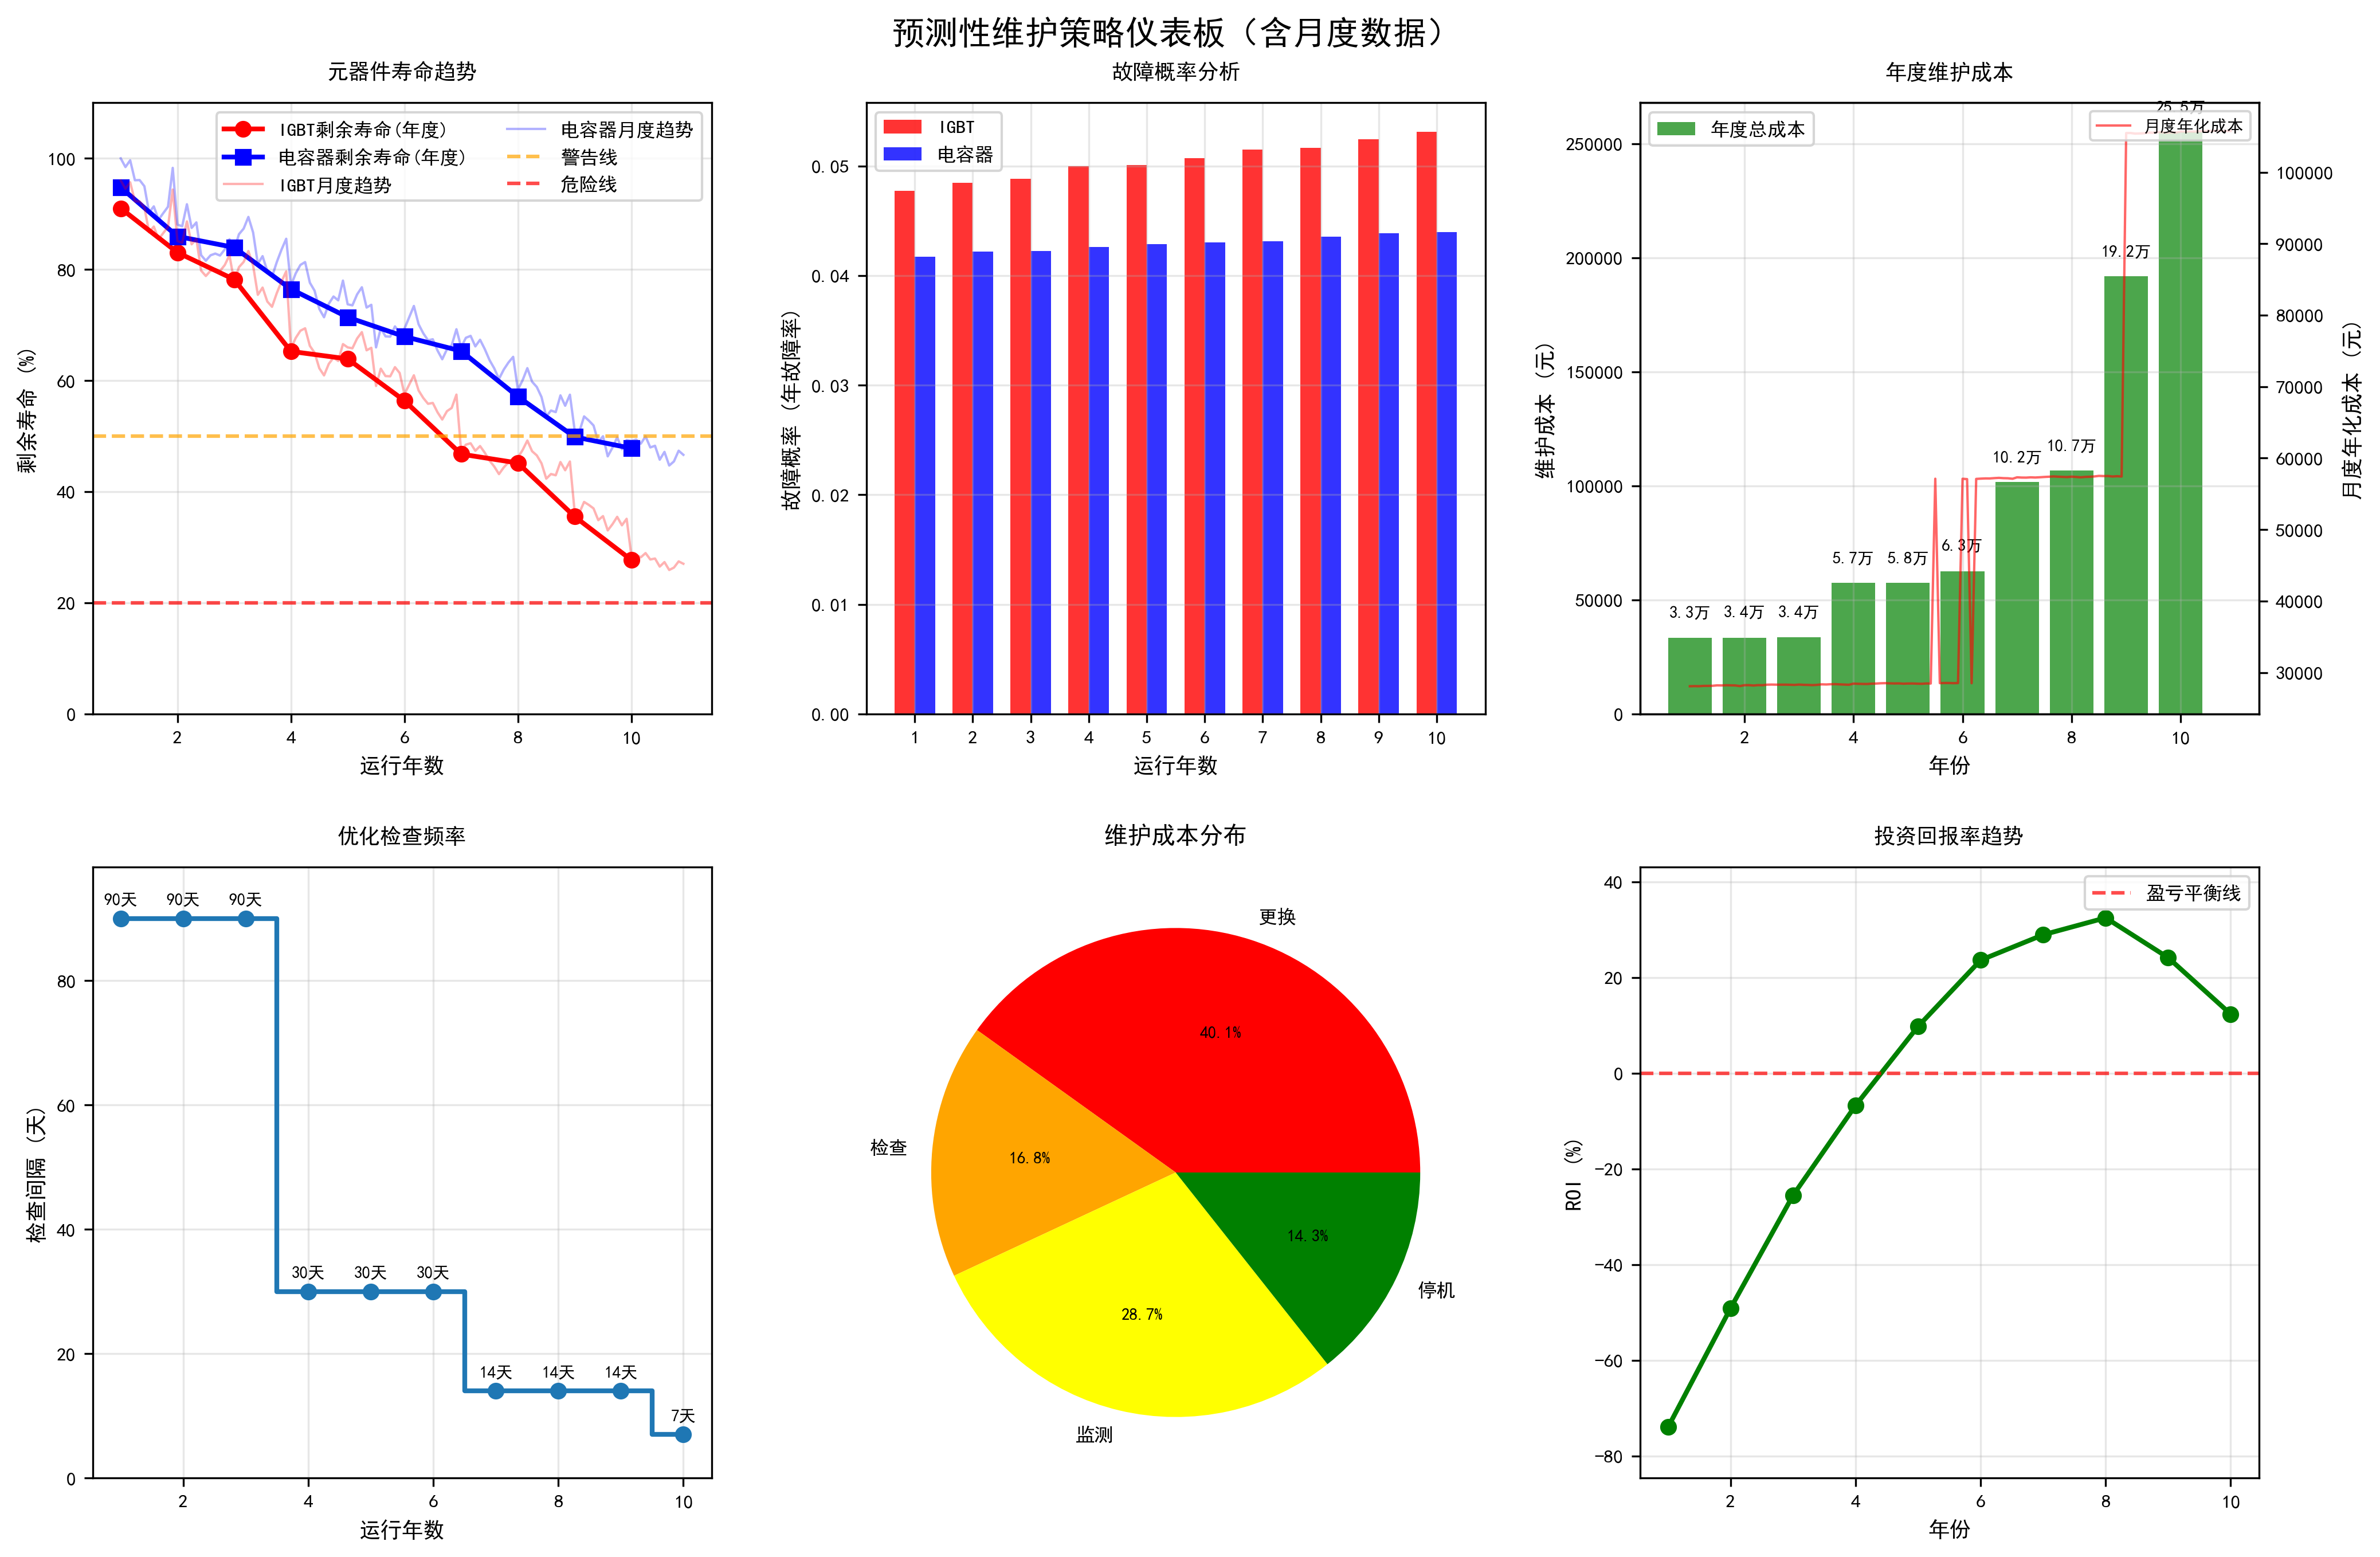 预测性维护策略仪表板（含月度数据）
元器件寿命趋势
剩余寿命 (%)
100
80
60
40
20
0
IGBT剩余寿命(年度)
电容器剩余寿命(年度)
IGBT月度趋势
电容器月度趋势
警告线
危险线
2 4 6 8 10
运行年数
故障概率分析
故障概率 (年故障率)
0.05
0.04
0.03
0.02
0.01
0.00
IGBT
电容器
1 2 3 4 5 6 7 8 9 10
运行年数
年度维护成本
维护成本 (元)
250000
200000
150000
100000
50000
0
年度总成本
月度年化成本
3.3万 3.4万 3.4万 5.7万 5.8万 6.3万 10.2万 10.7万 19.2万 25.5万
100000
90000
80000
70000
60000
50000
40000
30000
月度年化成本 (元)
2 4 6 8 10
年份
优化检查频率
检查间隔 (天)
80
60
40
20
0
90天 90天 90天
30天 30天 30天
14天 14天 14天
7天
2 4 6 8 10
运行年数
维护成本分布
更换
40.1%
检查
16.8%
监测
28.7%
停机
14.3%
投资回报率趋势
ROI (%)
40
20
0
−20
−40
−60
−80
盈亏平衡线
2 4 6 8 10
年份